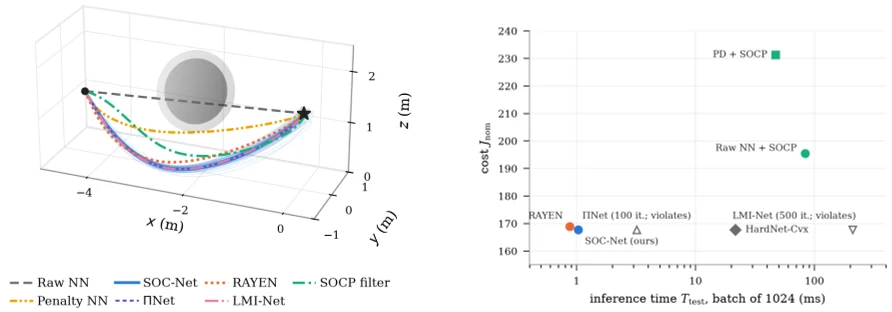 2
1
0
z (m)
−4
−2
0
x (m)
1
0
−1
y (m)
Raw NN
SOC-Net
RAYEN
SOCP filter
Penalty NN
ΠNet
LMI-Net
240
230
220
210
200
190
180
170
160
cost Jnom
PD + SOCP
Raw NN + SOCP
RAYEN
ΠNet (100 it.; violates)
LMI-Net (500 it.; violates)
HardNet-Cvx
SOC-Net (ours)
1
10
100
inference time Ttest, batch of 1024 (ms)